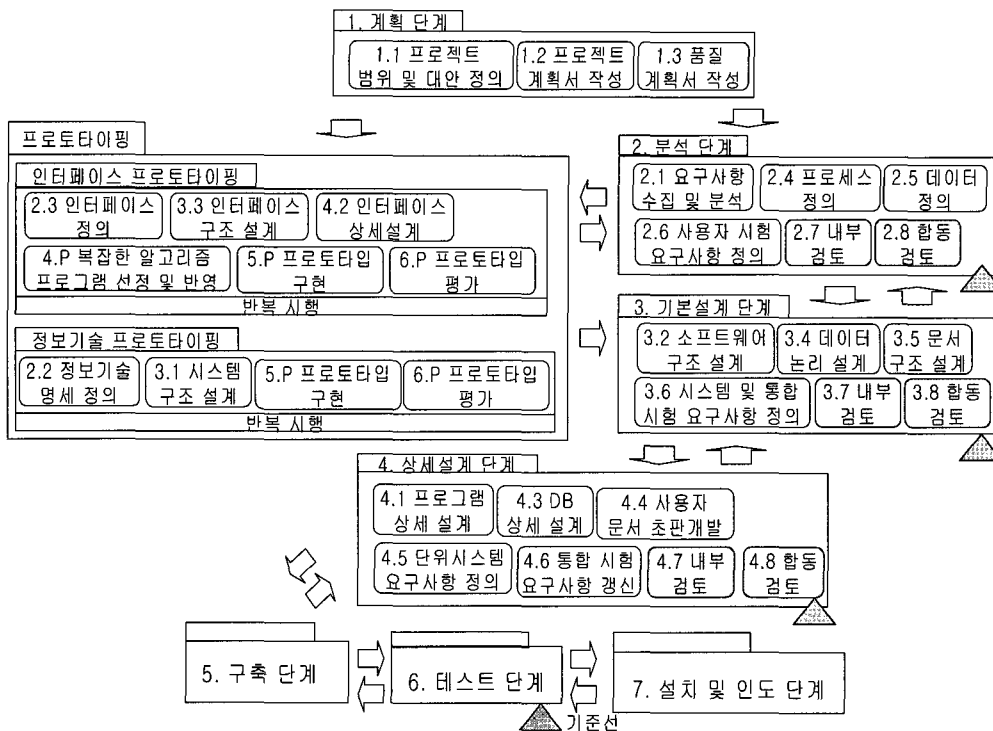 1. 계획 단계
1.1 프로젝트
범위 및 대안 정의
1.2 프로젝트
계획서 작성
1.3 품질
계획서 작성
프로토타이핑
인터페이스 프로토타이핑
2.3 인터페이스
정의
3.3 인터페이스
구조 설계
4.2 인터페이스
상세설계
4.P 복잡한 알고리즘
프로그램 선정 및 반영
5.P 프로토타입
구현
6.P 프로토타입
평가
반복 시행
정보기술 프로토타이핑
2.2 정보기술
명세 정의
3.1 시스템
구조 설계
5.P 프로토타입
구현
6.P 프로토타입
평가
반복 시행
2. 분석 단계
2.1 요구사항
수집 및 분석
2.4 프로세스
정의
2.5 데이터
정의
2.6 사용자 시험
요구사항 정의
2.7 내부
검토
2.8 합동
검토
3. 기본설계 단계
3.2 소프트웨어
구조 설계
3.4 데이터
논리 설계
3.5 문서
구조 설계
3.6 시스템 및 통합
시험 요구사항 정의
3.7 내부
검토
3.8 합동
검토
4. 상세설계 단계
4.1 프로그램
상세 설계
4.3 DB
상세 설계
4.4 사용자
문서 초판개발
4.5 단위시스템
요구사항 정의
4.6 통합 시험
요구사항 갱신
4.7 내부
검토
4.8 합동
검토
5. 구축 단계
6. 테스트 단계
7. 설치 및 인도 단계
기준선